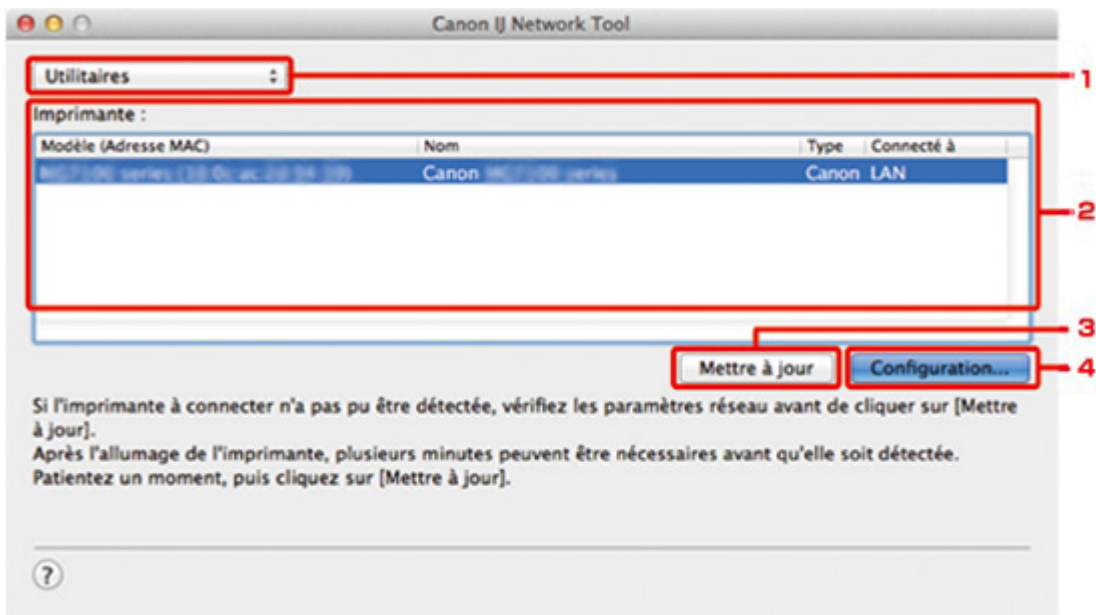 Canon IJ Network Tool
Utilitaires
1
Imprimante :
Modèle (Adresse MAC) Nom Type Connecté à
Canon Canon LAN
2
3
Mettre à jour Configuration...
4
Si l'imprimante à connecter n'a pas pu être détectée, vérifiez les paramètres réseau avant de cliquer sur [Mettre
à jour].
Après l'allumage de l'imprimante, plusieurs minutes peuvent être nécessaires avant qu'elle soit détectée.
Patientez un moment, puis cliquez sur [Mettre à jour].
?